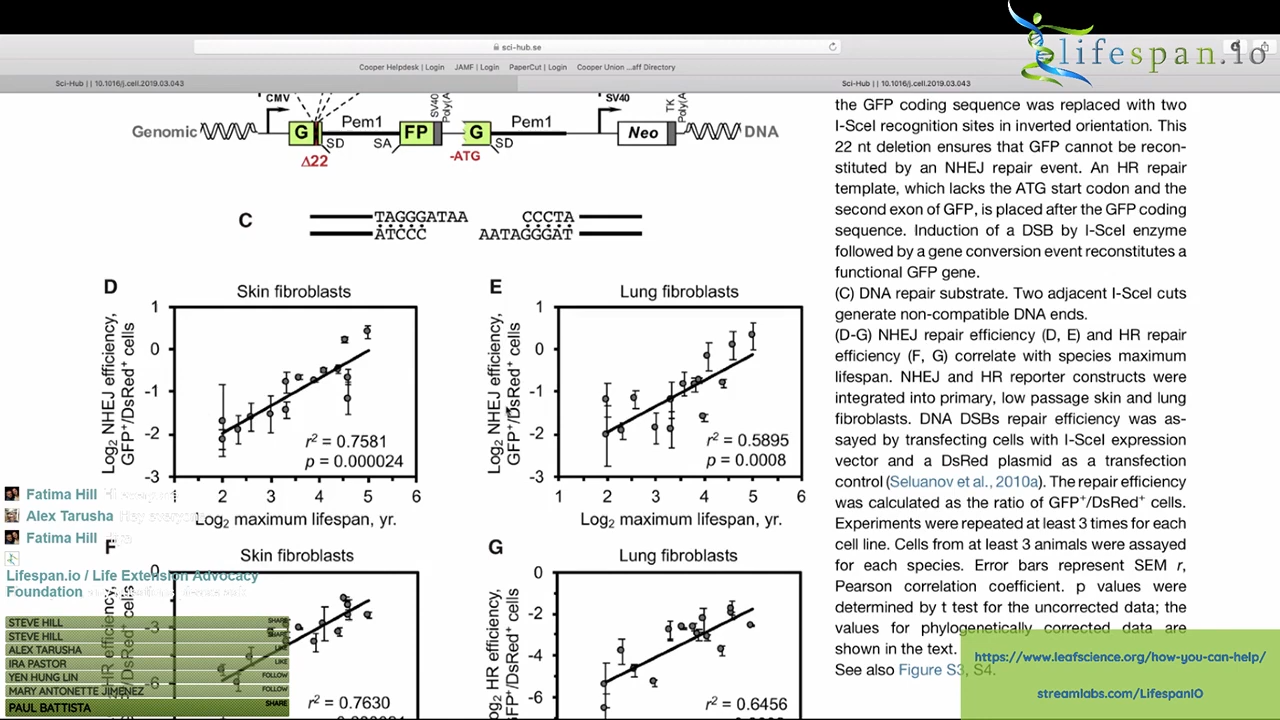 lifespan.io
sci-hub.se
Cooper Helpdesk | Login JAMF | Login PaperCut | Login Cooper Union ...aff Directory
Sci-Hub | | 10.1016/j.cell.2019.03.043
Sci-Hub | | 10.1016/j.cell.2019.03.043
CMV
SV40
Poly(A
SV40
TK
Poly(A
Genomic
G
Pem1
FP
G
Pem1
Neo
DNA
SD
SA
SD
Δ22
-ATG
C
TAGGGATAA CCCTA
ATCCC AATAGGGAT
D
Skin fibroblasts
Log2 NHEJ efficiency,
GFP+/DsRed+ cells
1
0
-1
-2
-3
r2 = 0.7581
p = 0.000024
1 2 3 4 5 6
Log2 maximum lifespan, yr.
E
Lung fibroblasts
Log2 NHEJ efficiency,
GFP+/DsRed+ cells
1
0
-1
-2
-3
r2 = 0.5895
p = 0.0008
1 2 3 4 5 6
Log2 maximum lifespan, yr.
F
Skin fibroblasts
0
-3
-6
r2 = 0.7630
G
Lung fibroblasts
HR efficiency,
/DsRed+ cells
0
-2
-4
-6
r2 = 0.6456
the GFP coding sequence was replaced with two
I-SceI recognition sites in inverted orientation. This
22 nt deletion ensures that GFP cannot be recon-
stituted by an NHEJ repair event. An HR repair
template, which lacks the ATG start codon and the
second exon of GFP, is placed after the GFP coding
sequence. Induction of a DSB by I-SceI enzyme
followed by a gene conversion event reconstitutes a
functional GFP gene.
(C) DNA repair substrate. Two adjacent I-SceI cuts
generate non-compatible DNA ends.
(D-G) NHEJ repair efficiency (D, E) and HR repair
efficiency (F, G) correlate with species maximum
lifespan. NHEJ and HR reporter constructs were
integrated into primary, low passage skin and lung
fibroblasts. DNA DSBs repair efficiency was as-
sayed by transfecting cells with I-SceI expression
vector and a DsRed plasmid as a transfection
control (Seluanov et al., 2010a). The repair efficiency
was calculated as the ratio of GFP+/DsRed+ cells.
Experiments were repeated at least 3 times for each
cell line. Cells from at least 3 animals were assayed
for each species. Error bars represent SEM r,
Pearson correlation coefficient. p values were
determined by t test for the uncorrected data; the
values for phylogenetically corrected data are
shown in the text.
See also Figure S3, S4.
Fatima Hill
Alex Tarusha Hey everyone
Fatima Hill
Lifespan.io / Life Extension Advocacy
Foundation
STEVE HILL SHARE
STEVE HILL SHARE
ALEX TARUSHA LIKE
IRA PASTOR LIKE
YEN HUNG LIN FOLLOW
MARY ANTONETTE JIMENEZ FOLLOW
PAUL BATTISTA SHARE
https://www.leafscience.org/how-you-can-help/
streamlabs.com/LifespanIO